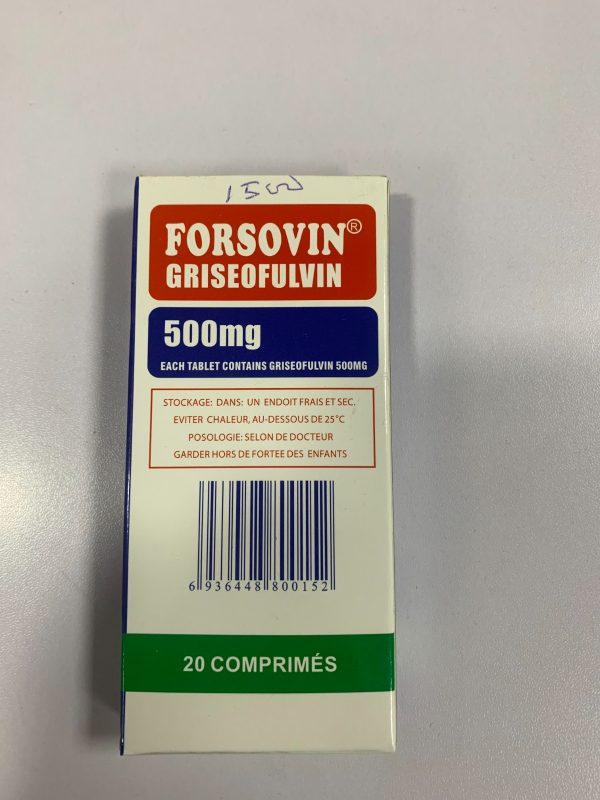 1500
FORSOVIN®
GRISEOFULVIN
500mg
EACH TABLET CONTAINS GRISEOFULVIN 500MG
STOCKAGE: DANS: UN ENDOIT FRAIS ET SEC.
EVITER CHALEUR, AU-DESSOUS DE 25°C
POSOLOGIE: SELON DE DOCTEUR
GARDER HORS DE FORTEE DES ENFANTS
6 936448 800152
20 COMPRIMÉS